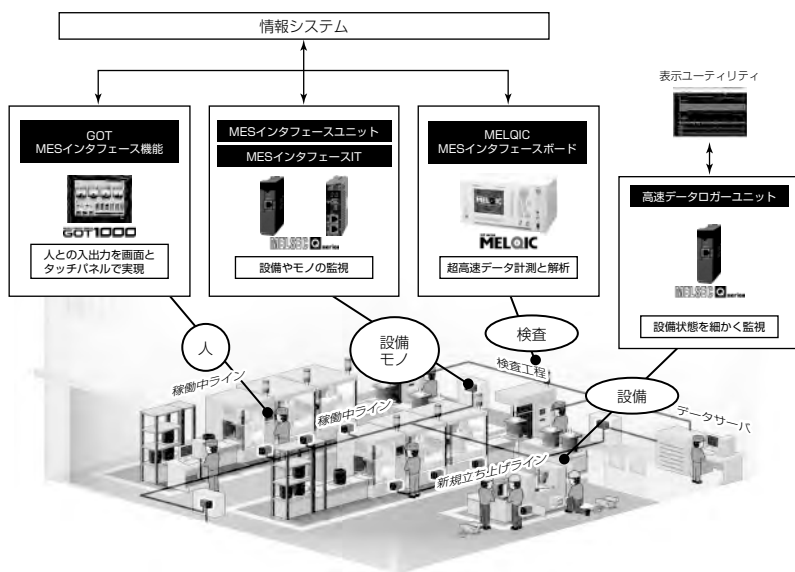 情報システム
表示ユーティリティ
GOT
MESインタフェース機能
GOT1000
人との入出力を画面と
タッチパネルで実現
MESインタフェースユニット
MESインタフェースIT
MELSEC Q series
設備やモノの監視
MELQIC
MESインタフェースボード
MELQIC
MELQIC
超高速データ計測と解析
高速データロガーユニット
MELSEC Q series
設備状態を細かく監視
人
設備
モノ
検査
設備
稼働中ライン
稼働中ライン
検査工程
データサーバ
新規立ち上げライン